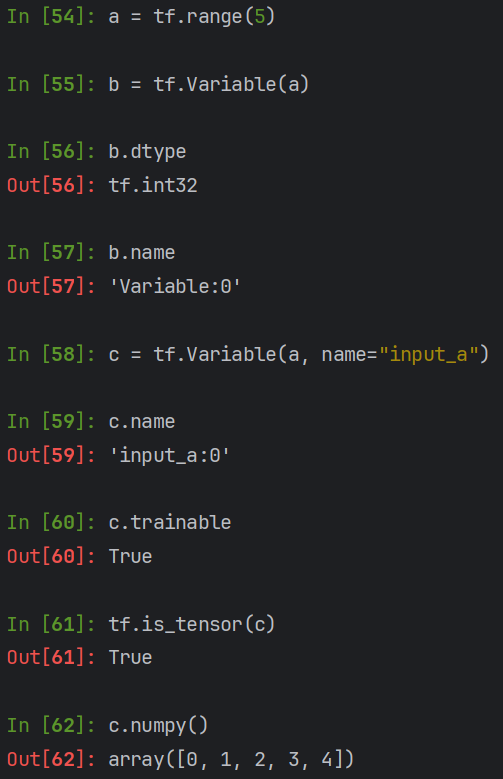 In [54]: a = tf.range(5)
In [55]: b = tf.Variable(a)
In [56]: b.dtype
Out[56]: tf.int32
In [57]: b.name
Out[57]: 'Variable:0'
In [58]: c = tf.Variable(a, name="input_a")
In [59]: c.name
Out[59]: 'input_a:0'
In [60]: c.trainable
Out[60]: True
In [61]: tf.is_tensor(c)
Out[61]: True
In [62]: c.numpy()
Out[62]: array([0, 1, 2, 3, 4])